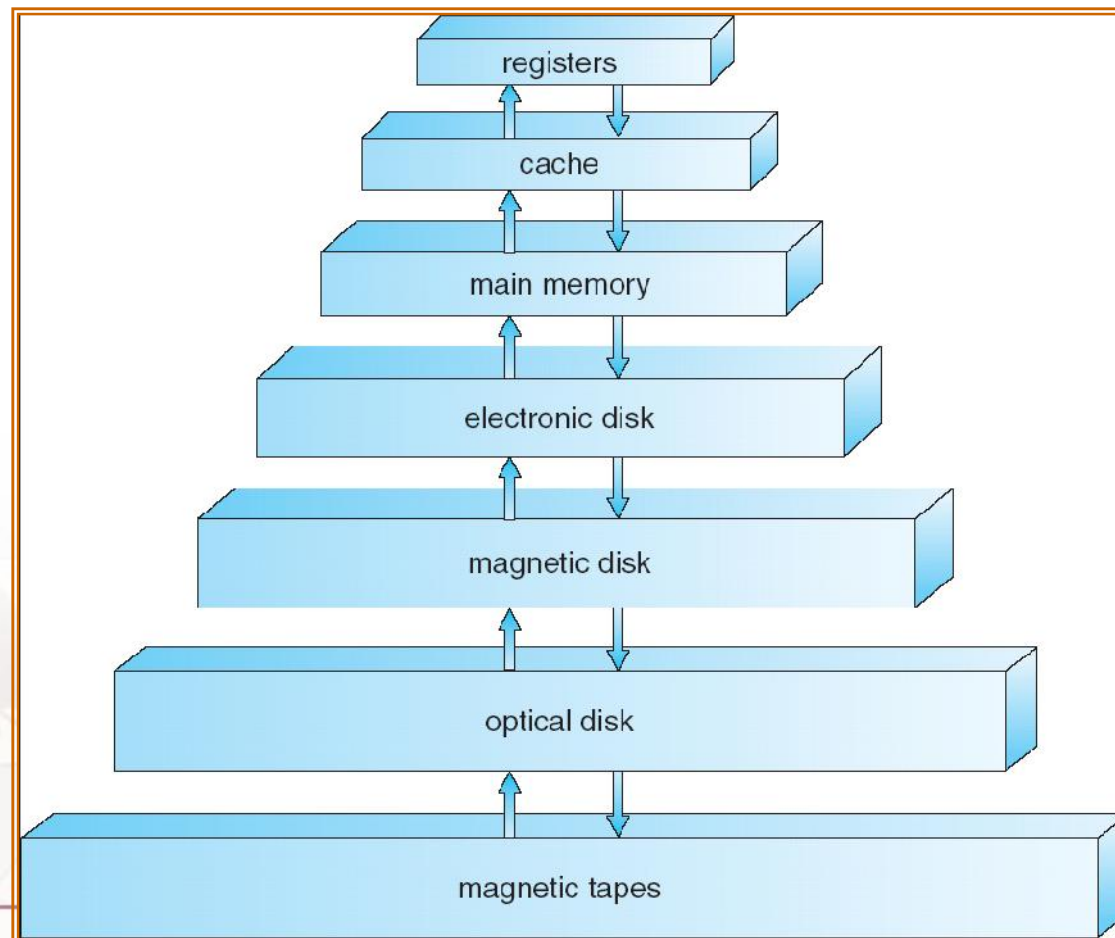 registers
cache
main memory
electronic disk
magnetic disk
optical disk
magnetic tapes